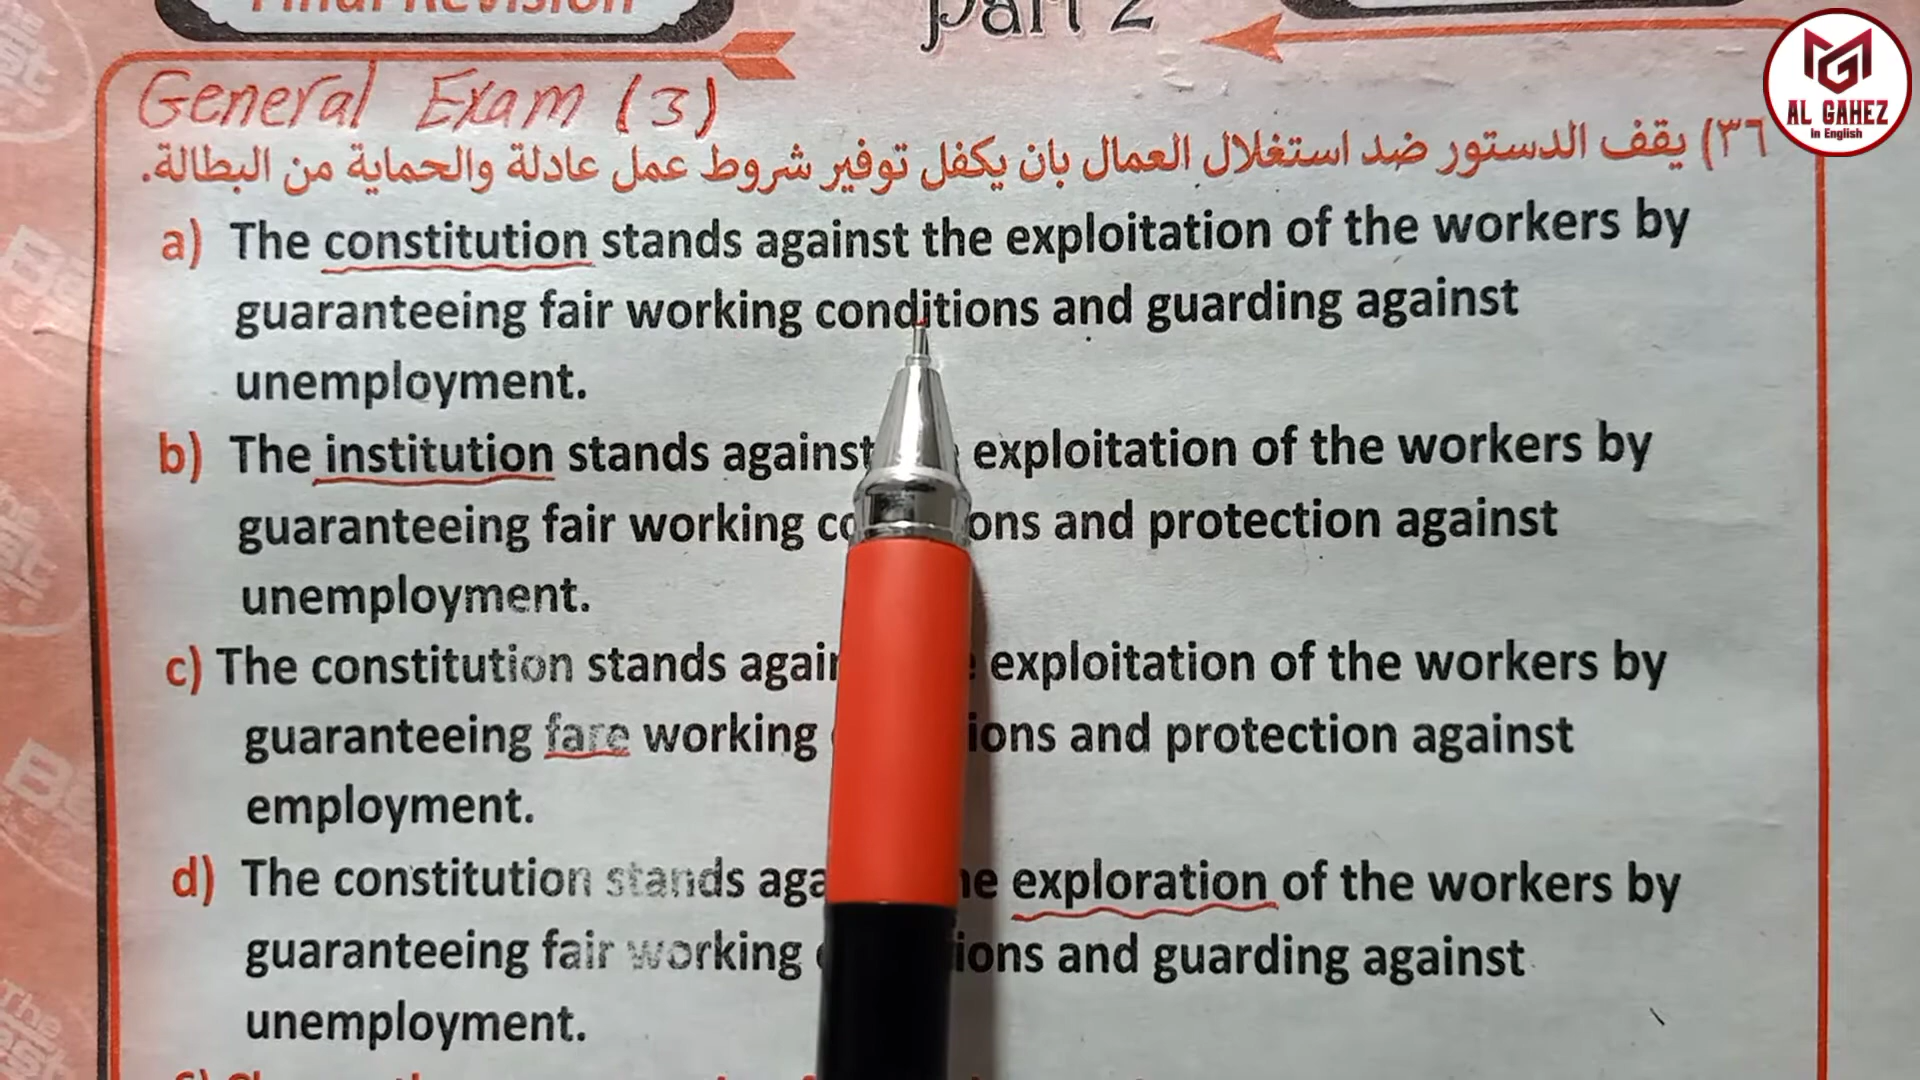 Final Revision
part 2
MG
AL GAHEZ
in English
General Exam (3)
٣٦) يقف الدستور ضد استغلال العمال بان يكفل توفير شروط عمل عادلة والحماية من البطالة.
a) The constitution stands against the exploitation of the workers by
guaranteeing fair working conditions and guarding against
unemployment.
b) The institution stands against exploitation of the workers by
guaranteeing fair working co ons and protection against
unemployment.
c) The constitution stands agai exploitation of the workers by
guaranteeing fare working ions and protection against
employment.
d) The constitution stands aga he exploration of the workers by
guaranteeing fair working ions and guarding against
unemployment.